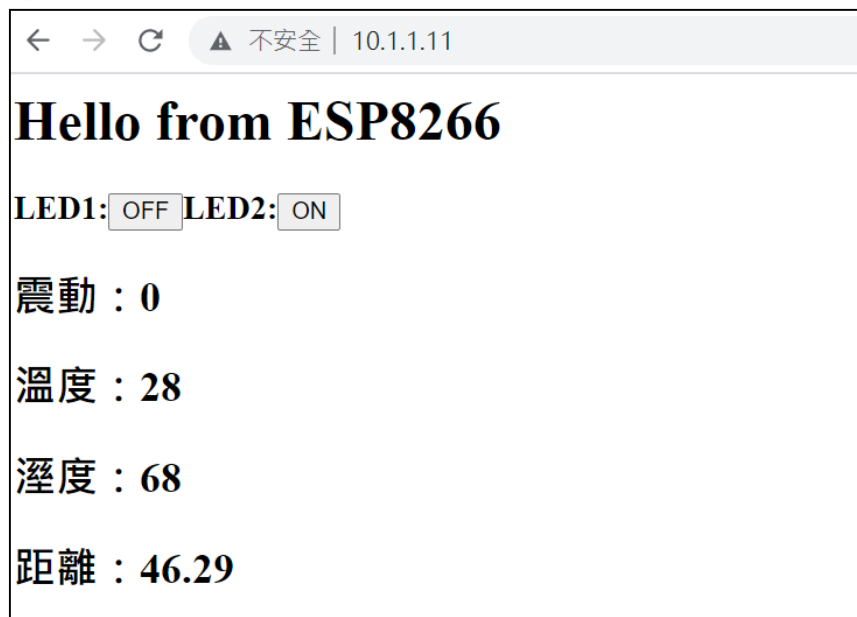 不安全 | 10.1.1.11
Hello from ESP8266
LED1: OFF LED2: ON
震動：0
溫度：28
溼度：68
距離：46.29